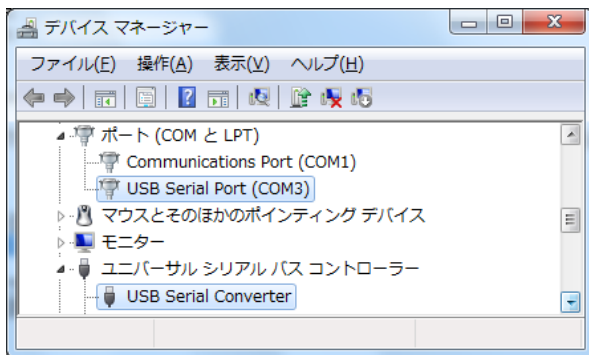 デバイス マネージャー
ファイル(F) 操作(A) 表示(V) ヘルプ(H)
ポート (COM と LPT)
Communications Port (COM1)
USB Serial Port (COM3)
マウスとそのほかのポインティング デバイス
モニター
ユニバーサル シリアル バス コントローラー
USB Serial Converter